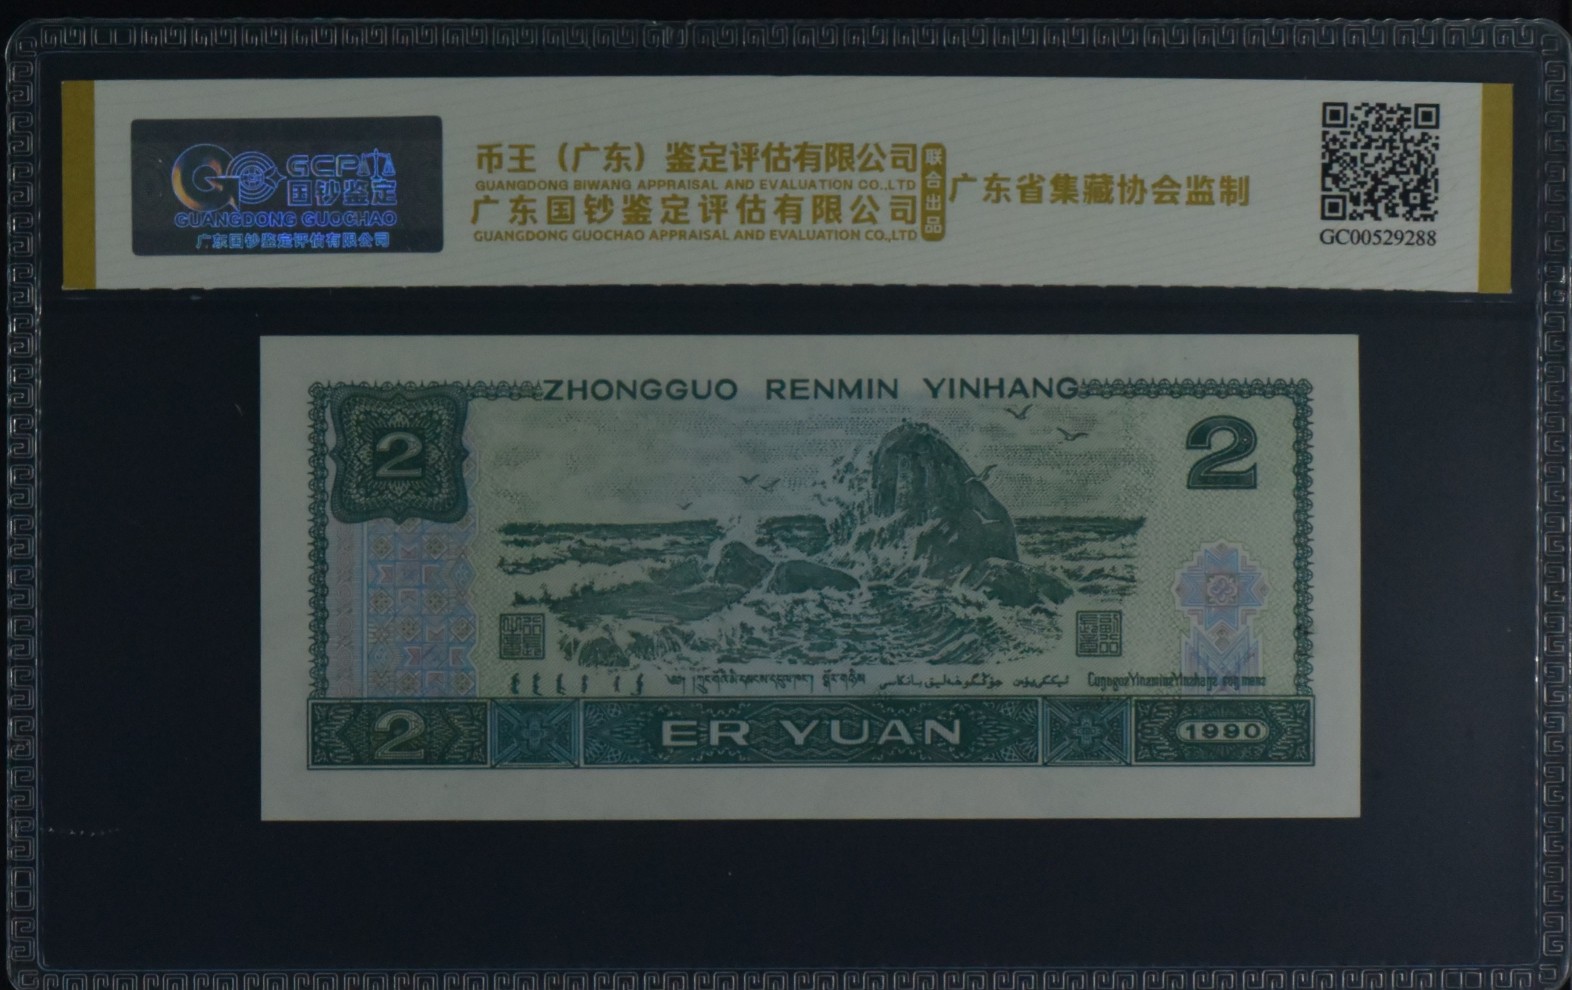 GCP
国钞鉴定
GUANGDONG GUOCHAO
广东国钞鉴定评估有限公司
币王（广东）鉴定评估有限公司
GUANGDONG BIWANG APPRAISAL AND EVALUATION CO.,LTD
广东国钞鉴定评估有限公司
GUANGDONG GUOCHAO APPRAISAL AND EVALUATION CO.,LTD
联合出品
广东省集藏协会监制
GC00529288
ZHONGGUO RENMIN YINHANG
2
2
2
ER YUAN
1990